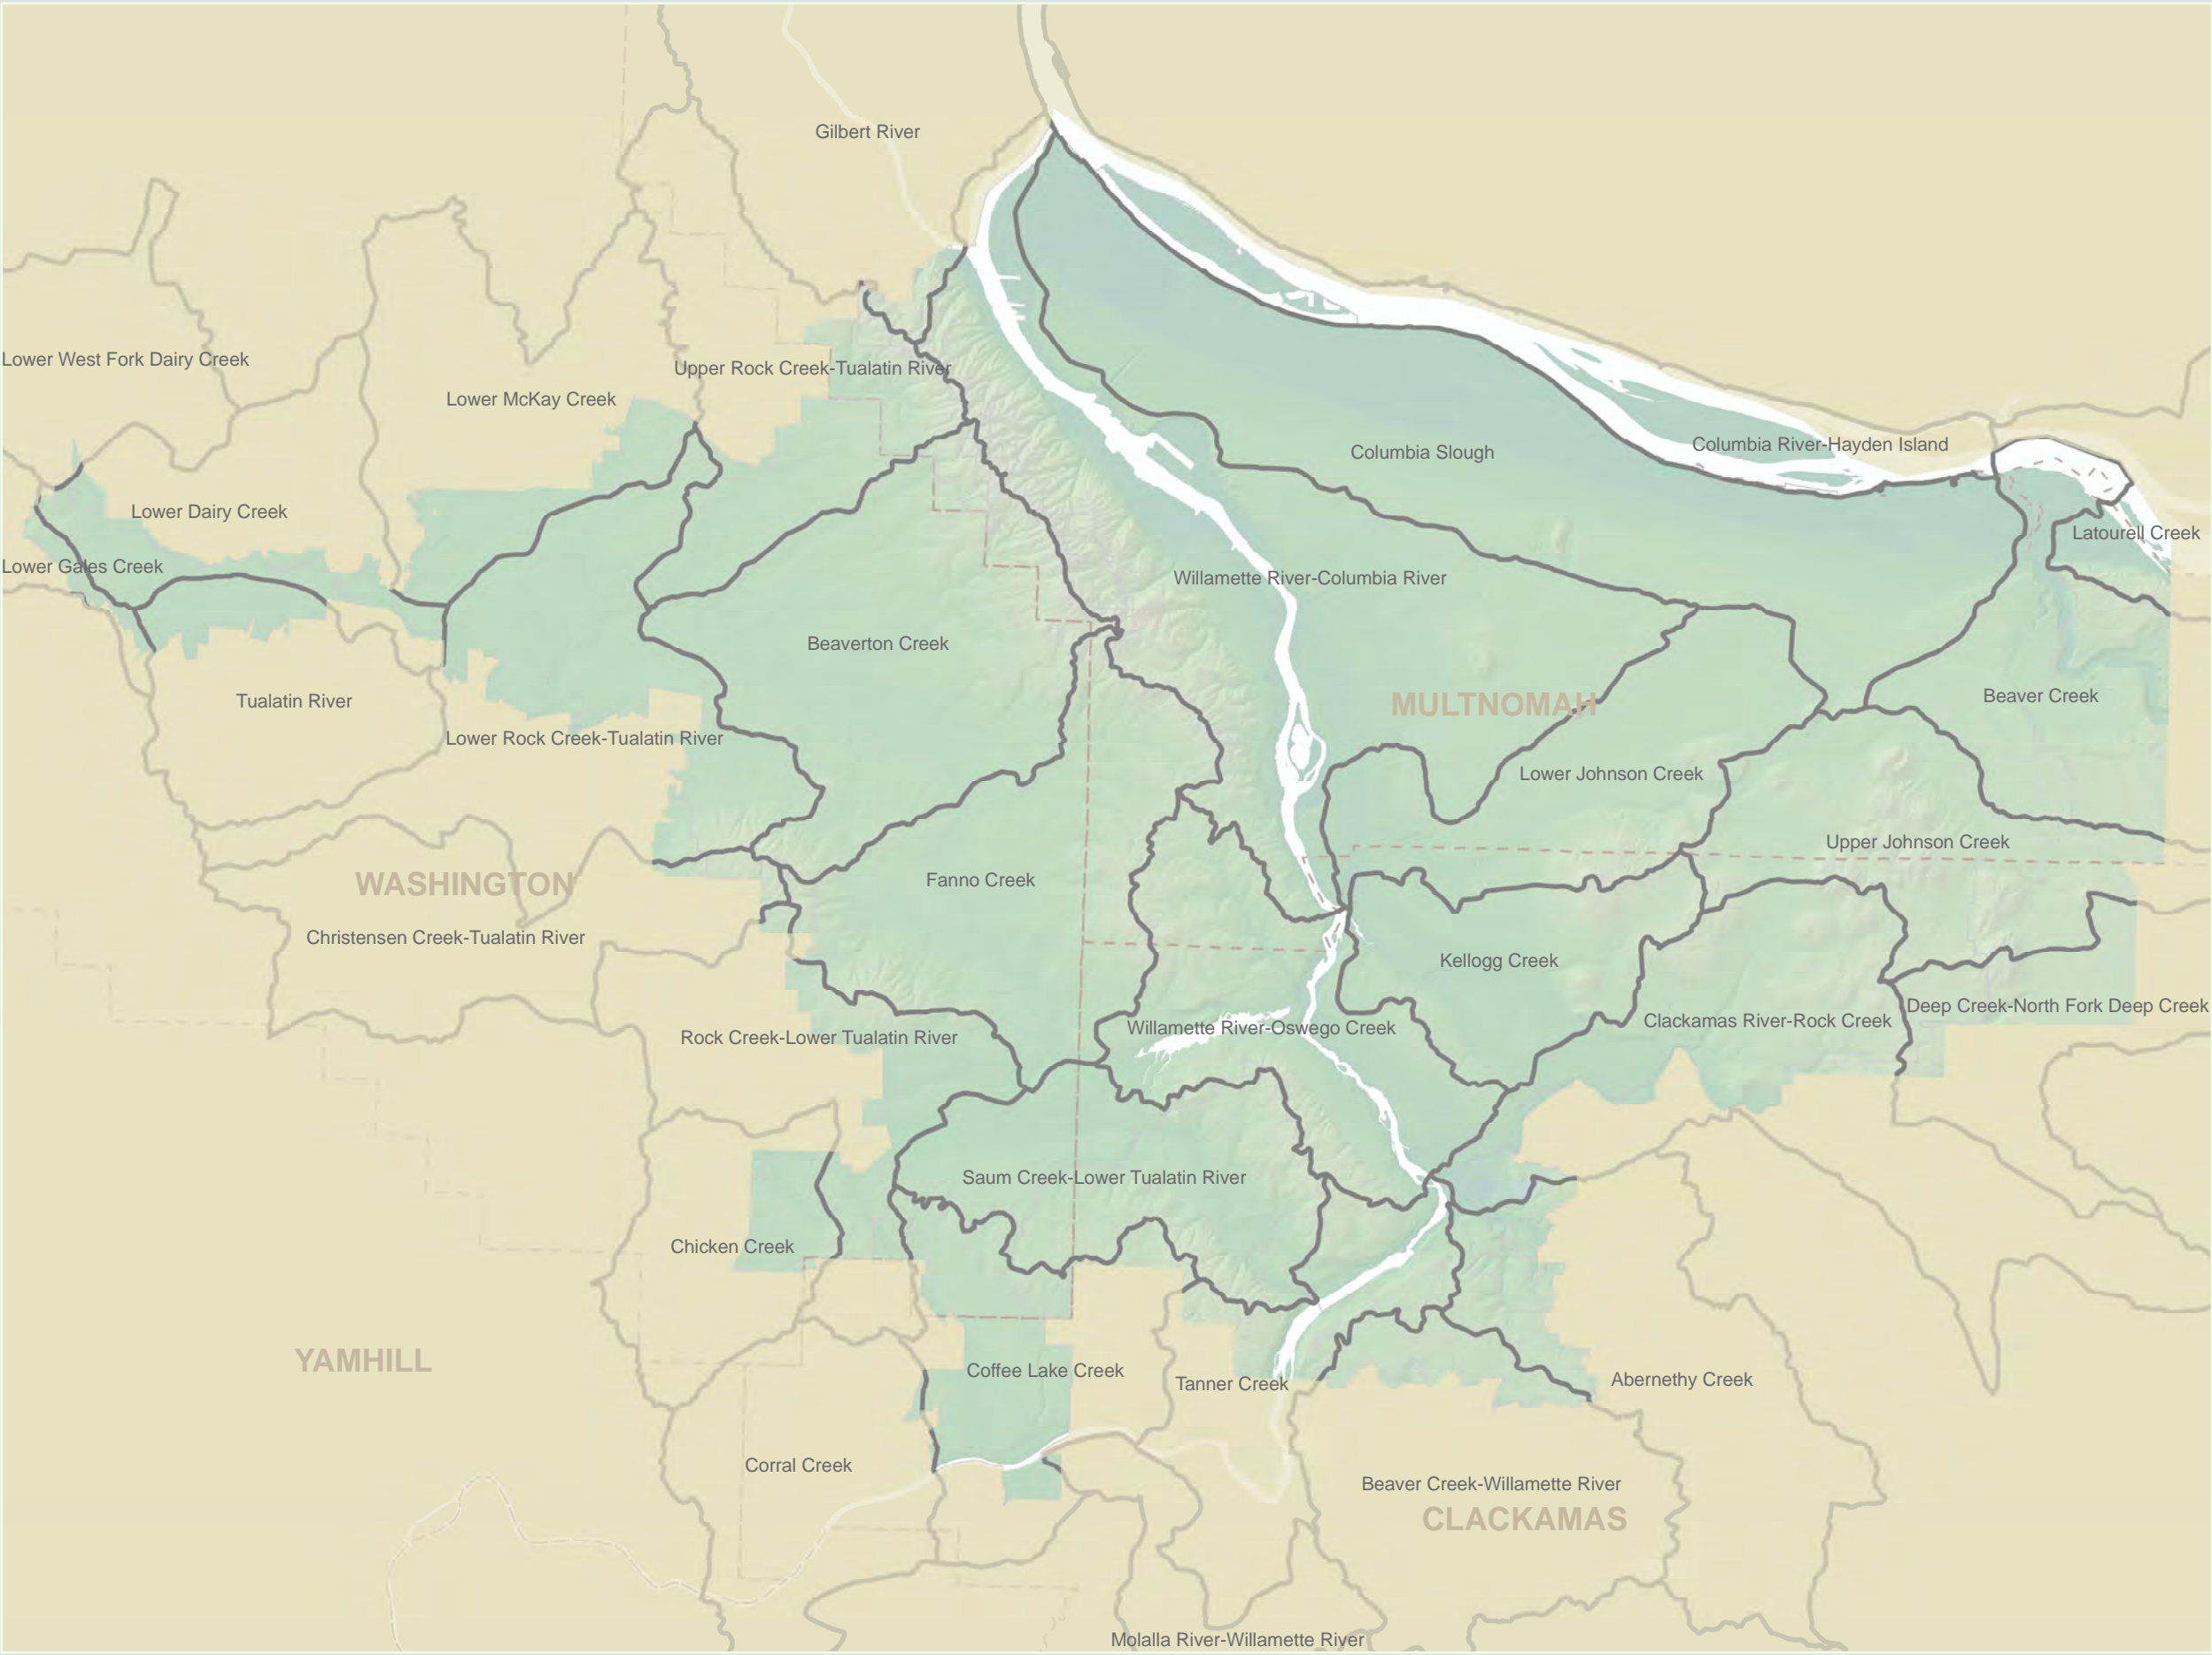 Gilbert River
Lower West Fork Dairy Creek
Upper Rock Creek-Tualatin River
Lower McKay Creek
Columbia River-Hayden Island
Columbia Slough
Lower Dairy Creek
Latourell Creek
Lower Gales Creek
Willamette River-Columbia River
Beaverton Creek
Beaver Creek
Tualatin River
MULTNOMAH
Lower Rock Creek-Tualatin River
Lower Johnson Creek
Upper Johnson Creek
WASHINGTON
Fanno Creek
Christensen Creek-Tualatin River
Kellogg Creek
Deep Creek-North Fork Deep Creek
Clackamas River-Rock Creek
Willamette River-Oswego Creek
Rock Creek-Lower Tualatin River
Saum Creek-Lower Tualatin River
Chicken Creek
YAMHILL
Coffee Lake Creek
Tanner Creek
Abernethy Creek
Corral Creek
Beaver Creek-Willamette River
CLACKAMAS
Molalla River-Willamette River